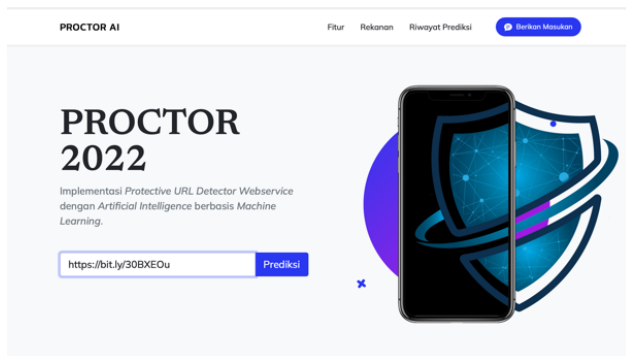 PROCTOR AI
Fitur
Rekanan
Riwayat Prediksi
Berikan Masukan
PROCTOR
2022
Implementasi Protective URL Detector Webservice
dengan Artificial Intelligence berbasis Machine
Learning.
https://bit.ly/30BXEOu
Prediksi